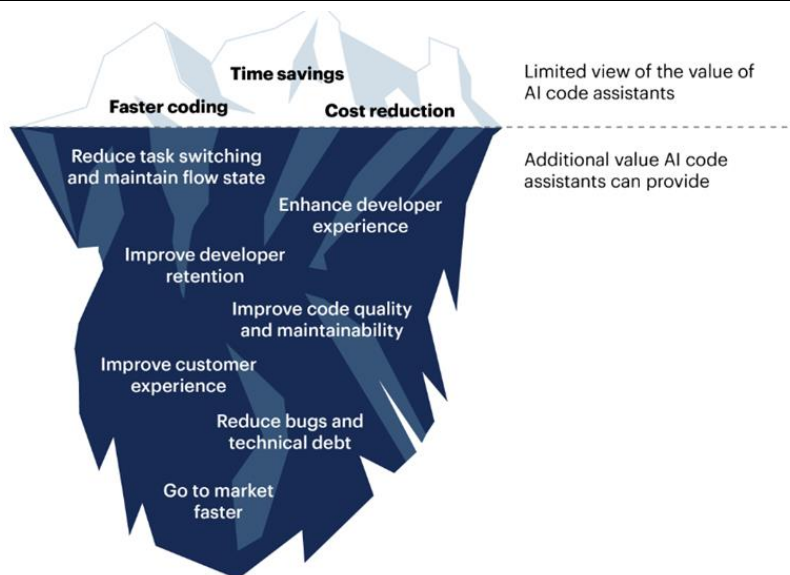 Time savings
Faster coding
Cost reduction
Limited view of the value of
AI code assistants
Reduce task switching
and maintain flow state
Additional value AI code
assistants can provide
Enhance developer
experience
Improve developer
retention
Improve code quality
and maintainability
Improve customer
experience
Reduce bugs and
technical debt
Go to market
faster